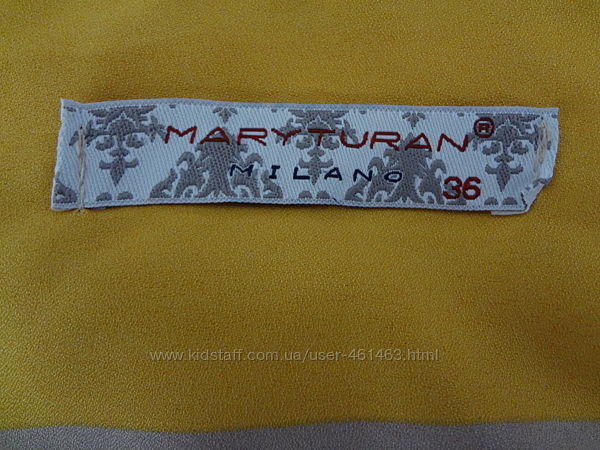 MARYTURAN®
MILANO
36
www.kidstaff.com.ua/user-461463.html